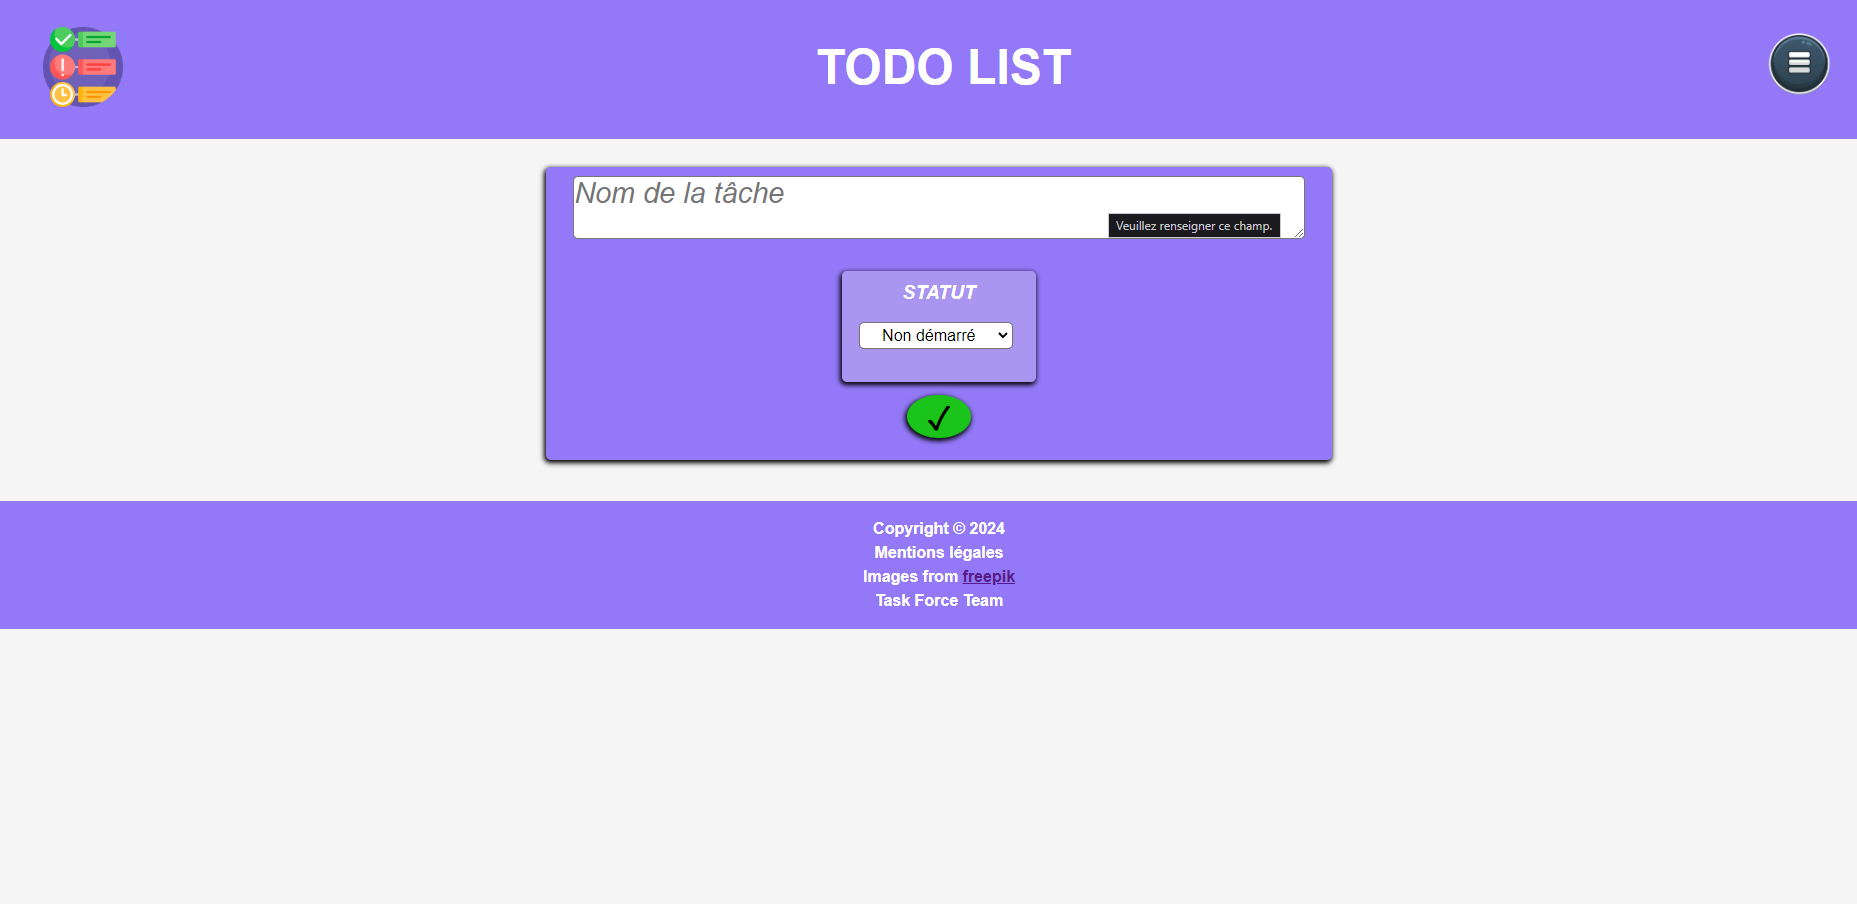 TODO LIST
Nom de la tâche
Veuillez renseigner ce champ.
STATUT
Non démarré
Copyright © 2024
Mentions légales
Images from freepik
Task Force Team